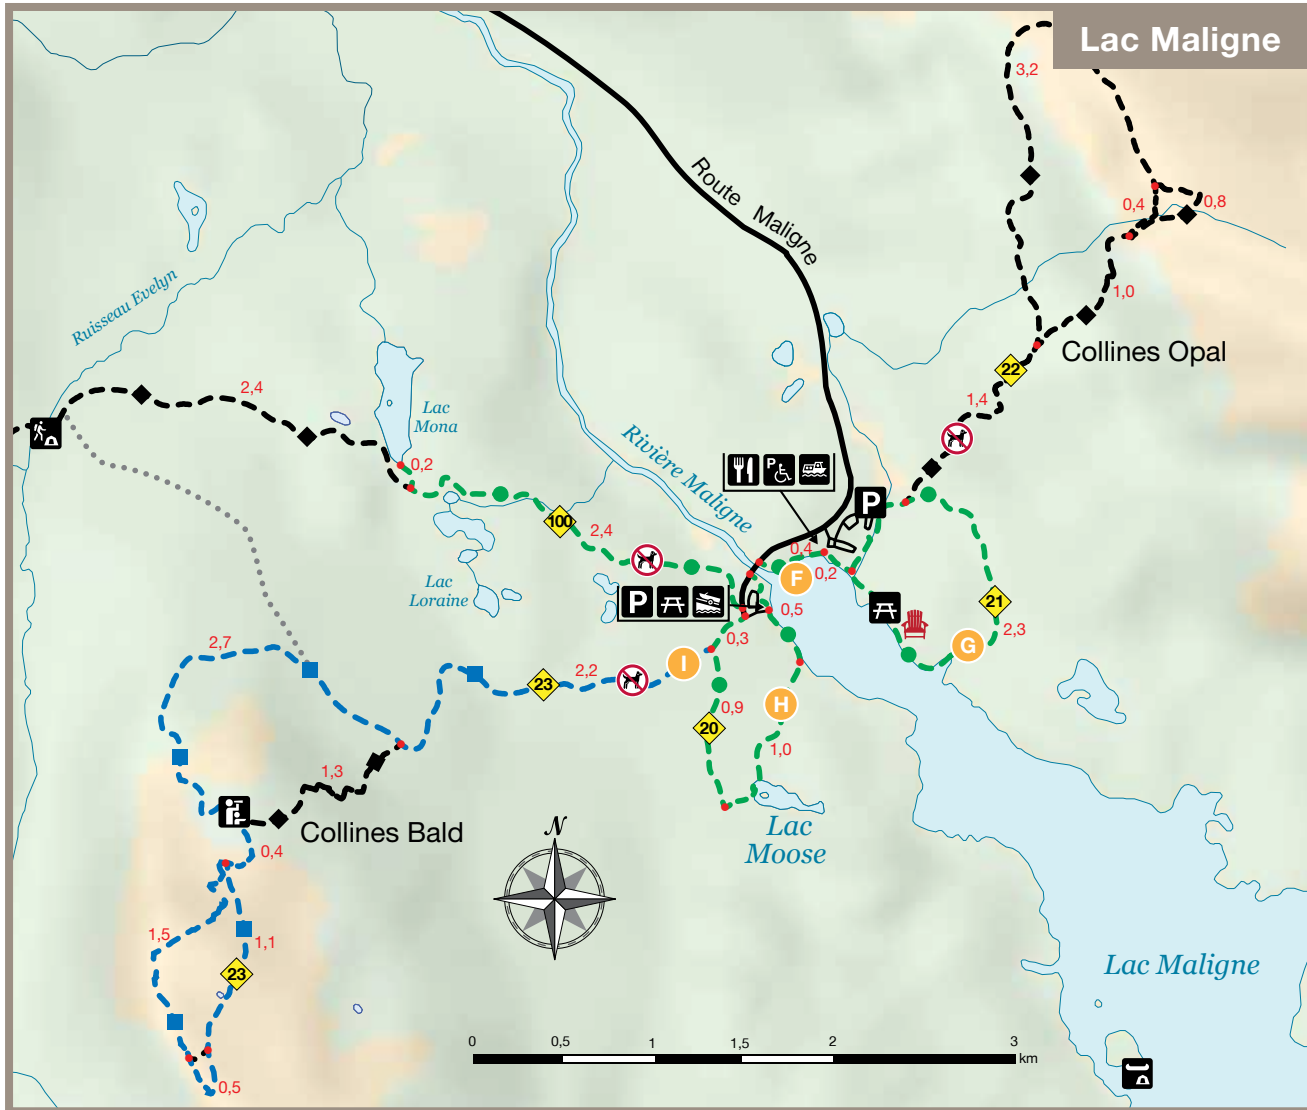 Lac Maligne
3,2
0,4
0,8
Route Maligne
1,0
Ruisseau Evelyn
Collines Opal
22
2,4
1,4
Lac
Mona
0,2
Rivière Maligne
P
P
100
2,4
0,4
F
0,2
Lac
Loraine
P
0,5
21
2,3
G
0,3
2,7
I
2,2
23
H
0,9
20
1,0
1,3
Collines Bald
Lac
Moose
N
0,4
1,5
1,1
23
Lac Maligne
0
0,5
1
1,5
2
3
km
0,5